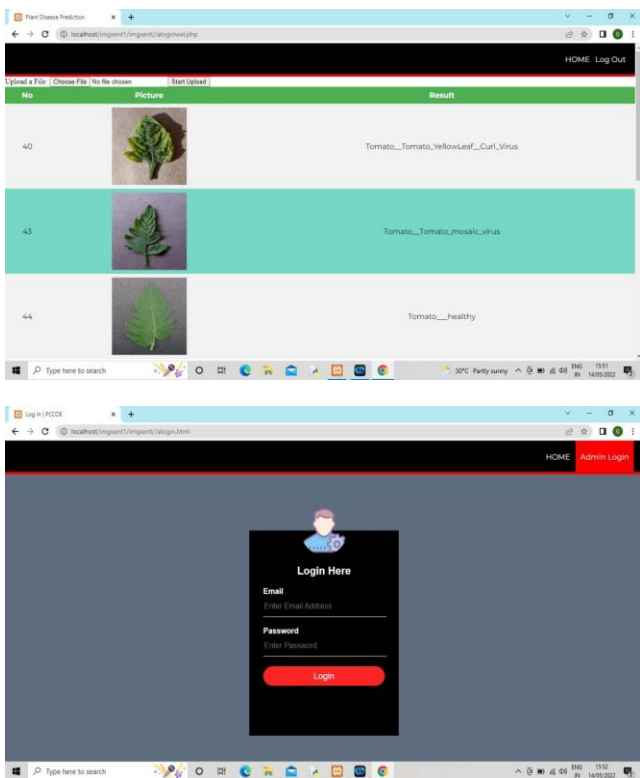 Plant Disease Prediction
localhost/imgsent1/imgsent//alognwel.php
HOME Log Out
Upload a File: Choose File No file chosen Start Upload
No Picture Result
40 Tomato__Tomato_YellowLeaf__Curl_Virus
43 Tomato__Tomato_mosaic_virus
44 Tomato___healthy
Type here to search 30°C Partly sunny ENG 15:51
IN 14/05/2022
Log In | PCCOE
localhost/imgsent1/imgsent//alogin.html
HOME Admin Login
Login Here
Email
Enter Email Address
Password
Enter Password
Login
Type here to search ENG 15:52
IN 14/05/2022